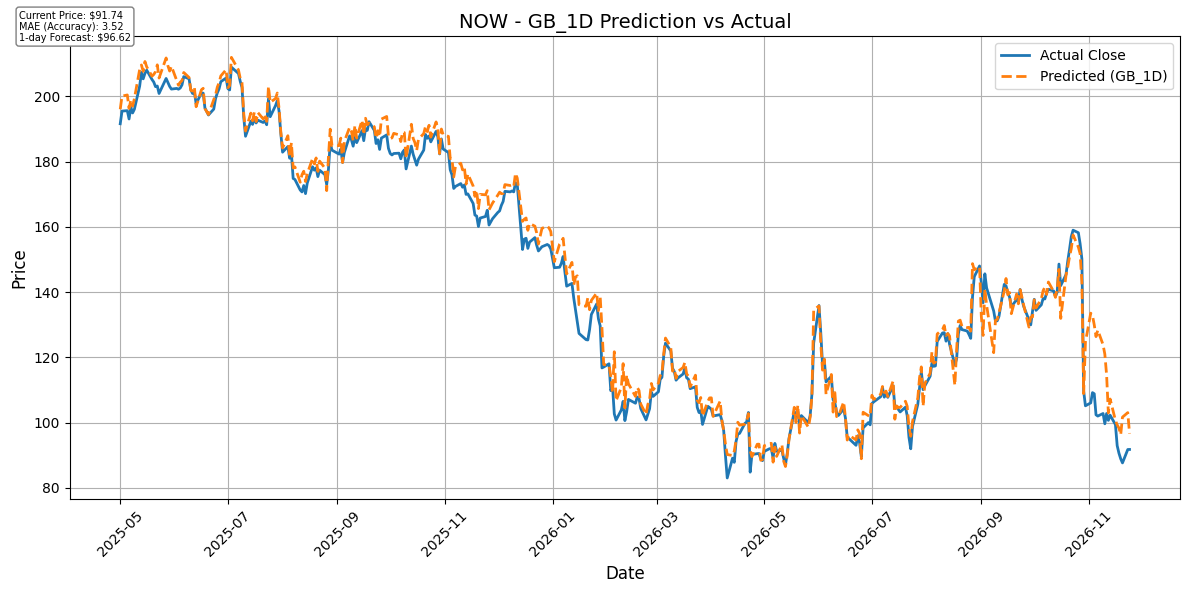 NOW - GB_1D Prediction vs Actual
Current Price: $91.74
MAE (Accuracy): 3.52
1-day Forecast: $96.62
Actual Close
Predicted (GB_1D)
Price
200
180
160
140
120
100
80
2025-05
2025-07
2025-09
2025-11
2026-01
2026-03
2026-05
2026-07
2026-09
2026-11
Date